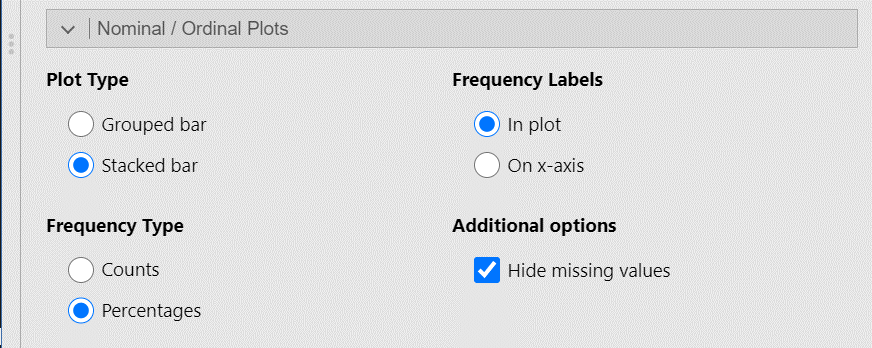 Nominal / Ordinal Plots
Plot Type
Grouped bar
Stacked bar
Frequency Labels
In plot
On x-axis
Frequency Type
Counts
Percentages
Additional options
Hide missing values